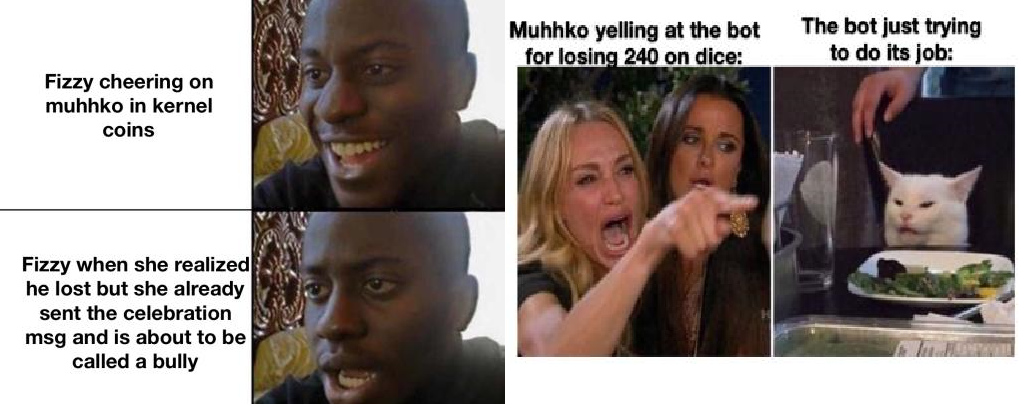 Fizzy cheering on
muhhko in kernel
coins
Fizzy when she realized
he lost but she already
sent the celebration
msg and is about to be
called a bully
Muhhko yelling at the bot
for losing 240 on dice:
The bot just trying
to do its job: